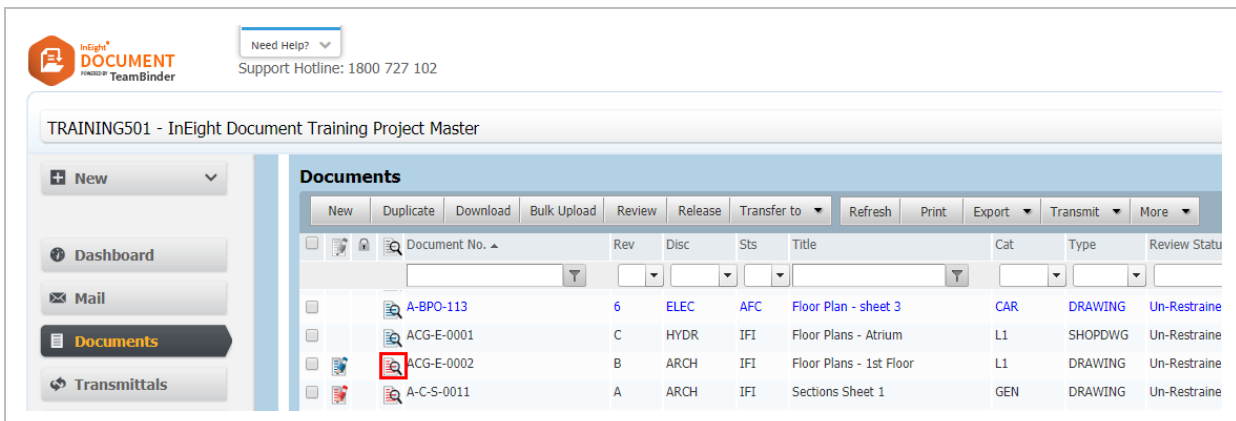 Need Help?
InEight®
DOCUMENT
POWERED BY TeamBinder
Support Hotline: 1800 727 102
TRAINING501 - InEight Document Training Project Master
New
Documents
New Duplicate Download Bulk Upload Review Release Transfer to Refresh Print Export Transmit More
Dashboard
Document No. Rev Disc Sts Title Cat Type Review Statu
Mail
A-BPO-113 6 ELEC AFC Floor Plan - sheet 3 CAR DRAWING Un-Restraine
Documents
ACG-E-0001 C HYDR IFI Floor Plans - Atrium L1 SHOPDWG Un-Restraine
ACG-E-0002 B ARCH IFI Floor Plans - 1st Floor L1 DRAWING Un-Restraine
Transmittals
A-C-S-0011 A ARCH IFI Sections Sheet 1 GEN DRAWING Un-Restraine